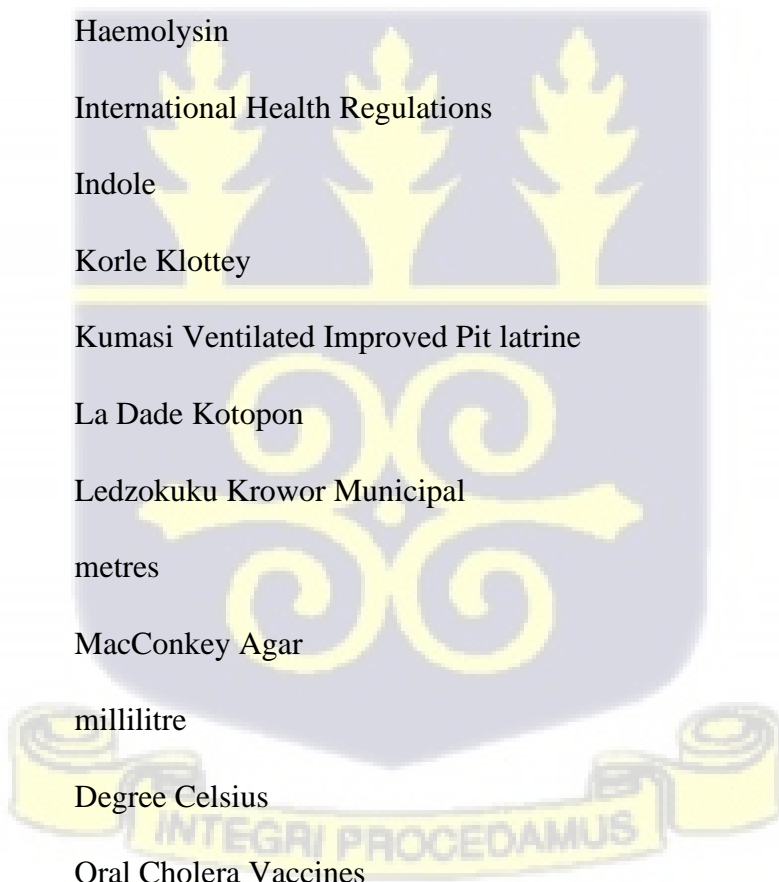 Haemolysin
International Health Regulations
Indole
Korle Klottey
Kumasi Ventilated Improved Pit latrine
La Dade Kotopon
Ledzokuku Krowor Municipal
metres
MacConkey Agar
millilitre
Degree Celsius
INTEGRI PROCEDAMUS
Oral Cholera Vaccines